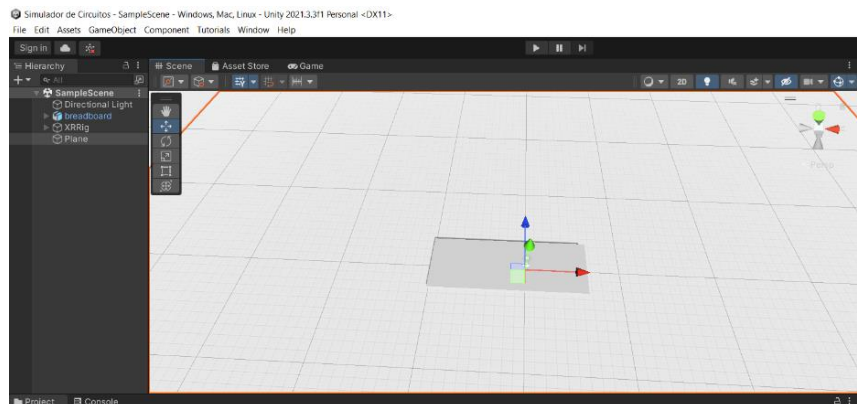 Simulador de Circuitos - SampleScene - Windows, Mac, Linux - Unity 2021.3.3f1 Personal <DX11>
File Edit Assets GameObject Component Tutorials Window Help
Sign in
Hierarchy
Scene Asset Store Game
All
2D
SampleScene
Directional Light
breadboard
XRRig
Plane
Persp
Project Console